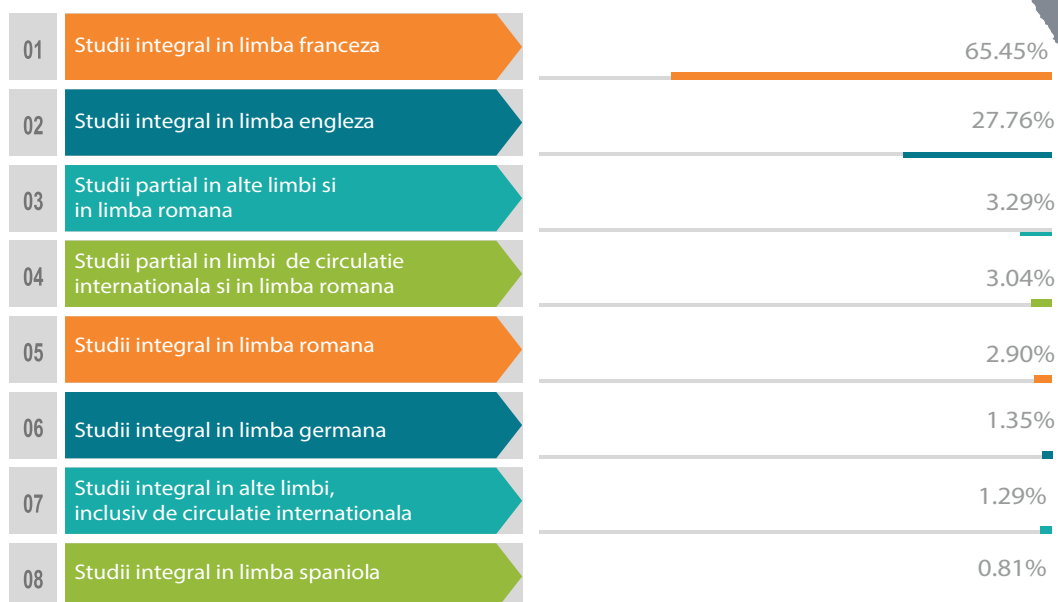 01
Studii integral in limba franceza
65.45%
02
Studii integral in limba engleza
27.76%
03
Studii partial in alte limbi si
in limba romana
3.29%
04
Studii partial in limbi de circulatie
internationala si in limba romana
3.04%
05
Studii integral in limba romana
2.90%
06
Studii integral in limba germana
1.35%
07
Studii integral in alte limbi,
inclusiv de circulatie internationala
1.29%
08
Studii integral in limba spaniola
0.81%